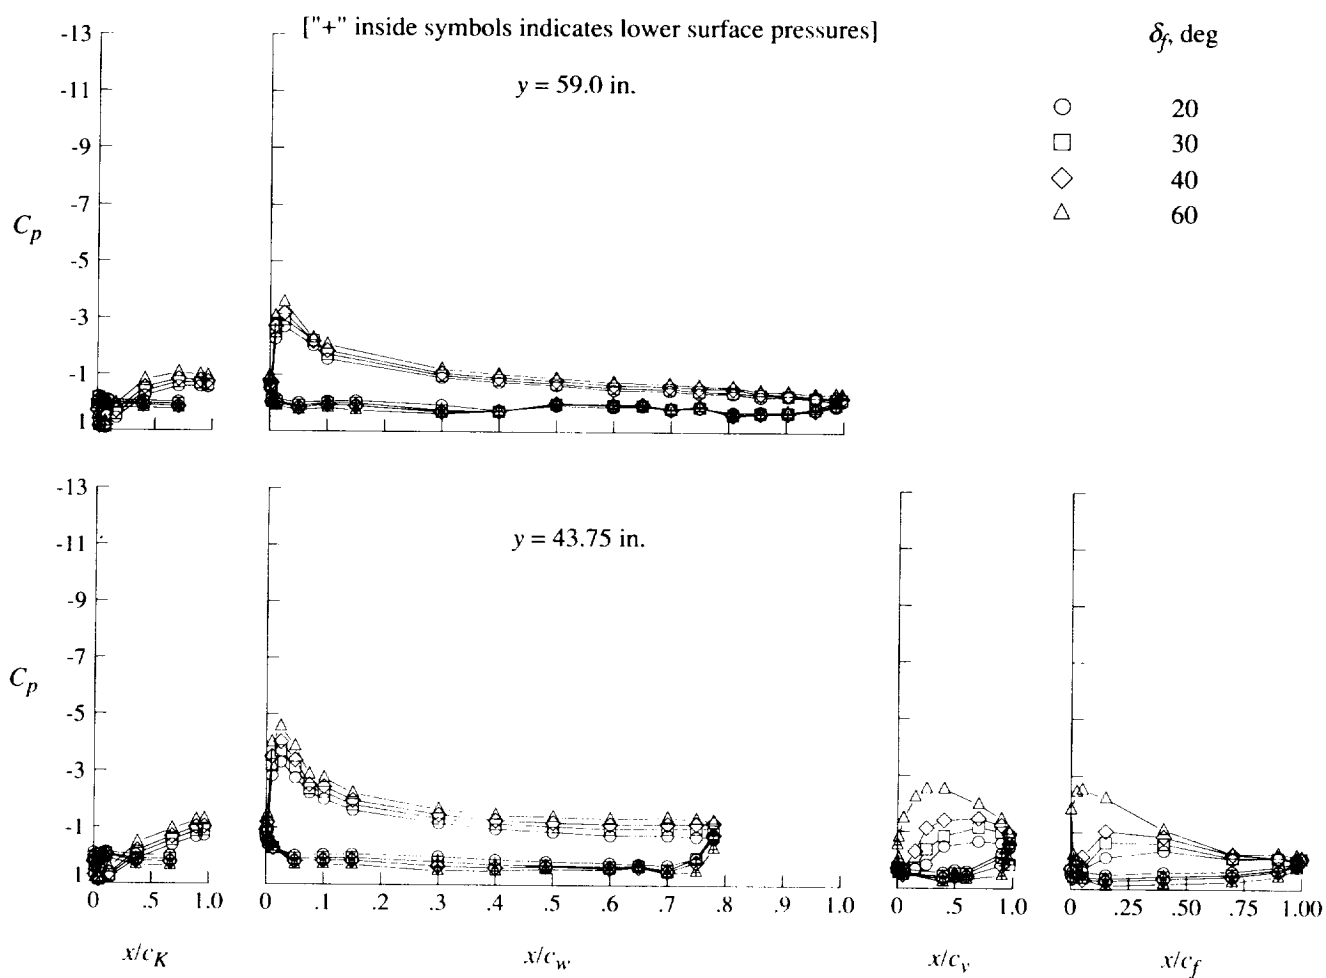 ["+" inside symbols indicates lower surface pressures]
δf, deg
y = 59.0 in.
20
30
40
60
-13
-11
-9
-7
-5
-3
-1
1
Cp
y = 43.75 in.
-13
-11
-9
-7
-5
-3
-1
1
Cp
0 .5 1.0
0 .1 .2 .3 .4 .5 .6 .7 .8 .9 1.0
0 .5 1.0
0 .25 .50 .75 1.00
x/cK
x/cw
x/cv
x/cf